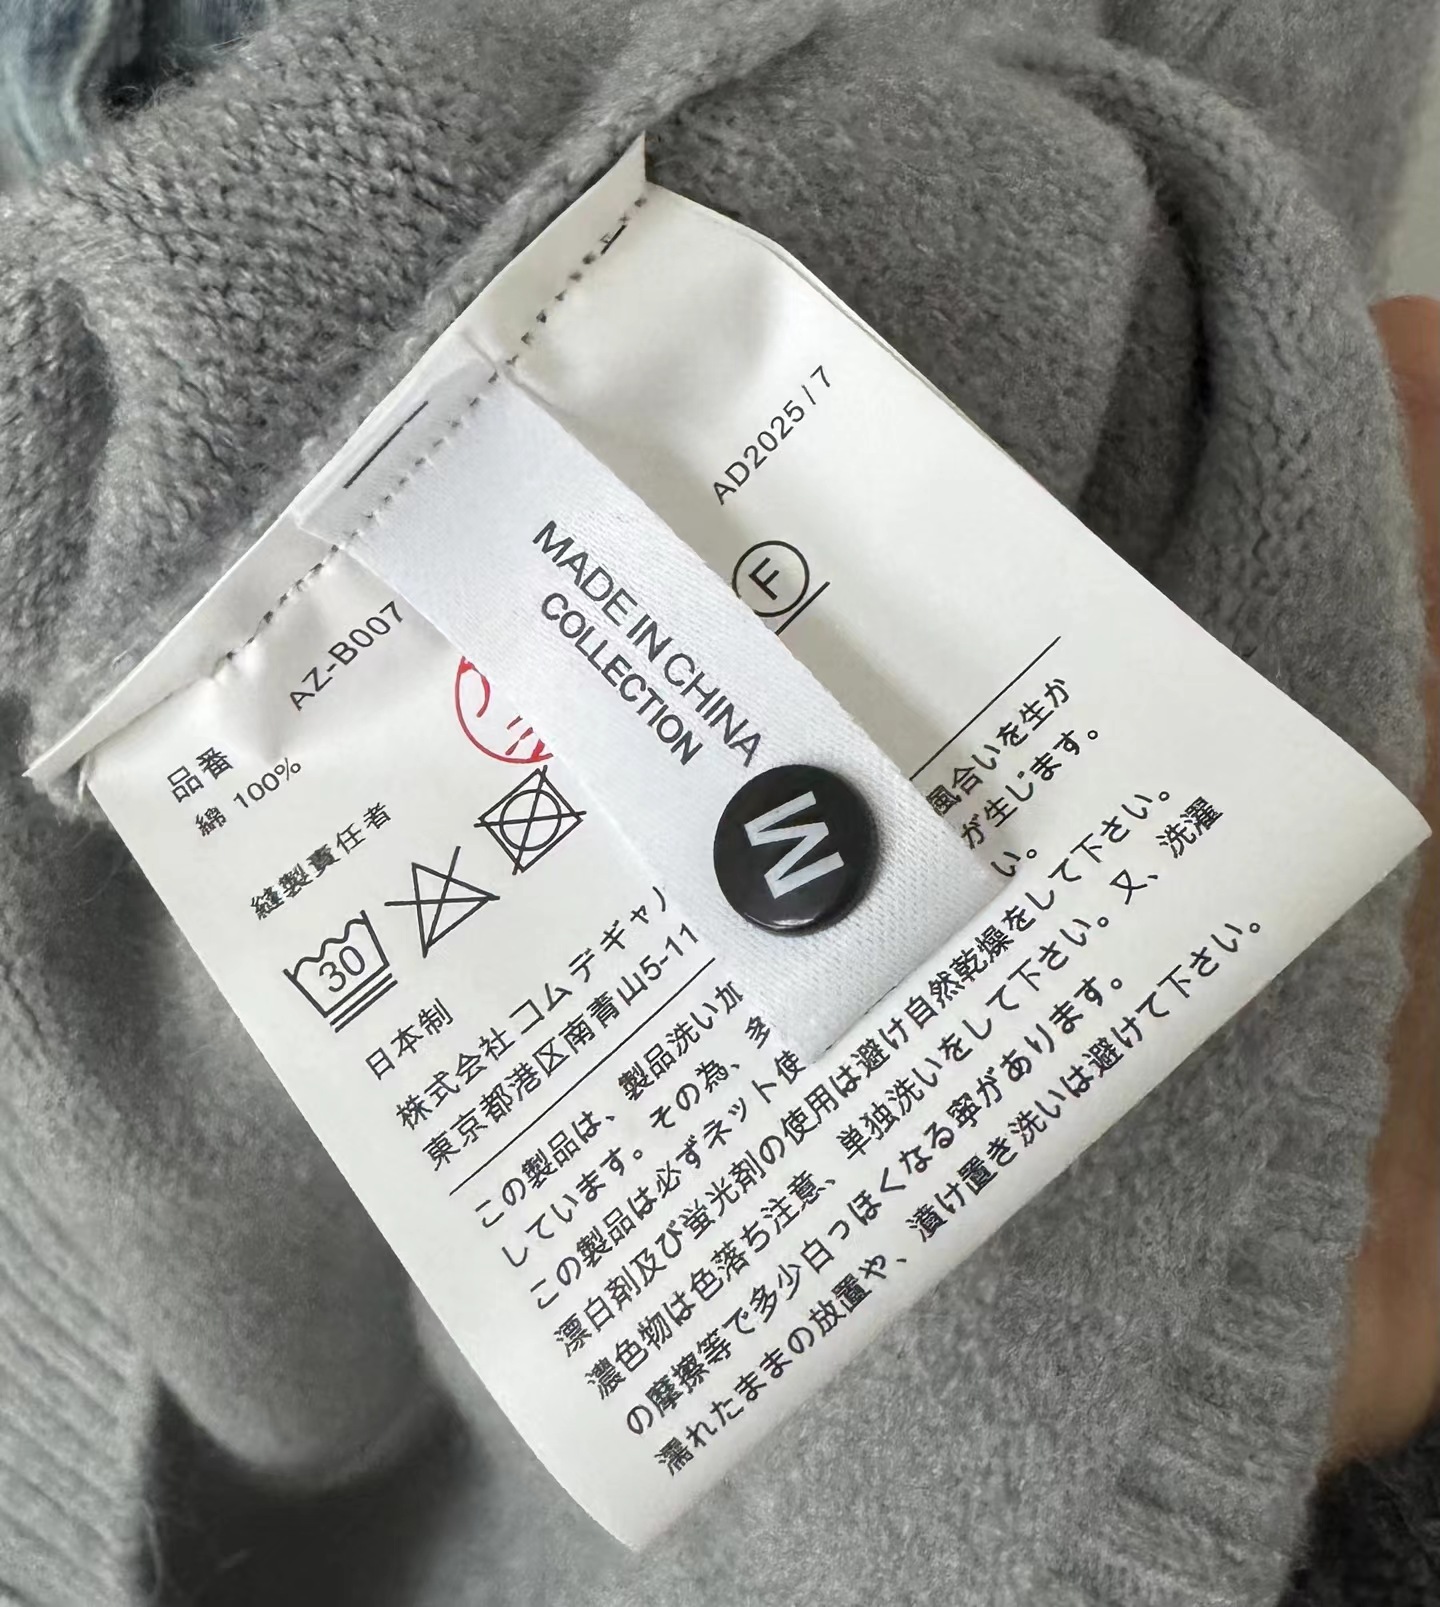 AD2025 / 7
F
MADE IN CHINA
COLLECTION
M
品番
AZ-B007
綿 100%
縫製責任者
30
日本制
株式会社 コム デ ギャ
東京都港区南青山5-11
この製品は、製品洗い加
風合いを生か
しています。その為、多
が生じます。
この製品は必ずネット使
い。
漂白剤及び蛍光剤の使用は避け自然乾燥をして下さい。
濃色物は色落ち注意、単独洗いをして下さい。又、洗濯
の摩擦等で多少白っぽくなる寧があります。
濡れたままの放置や、漬け置き洗いは避けて下さい。